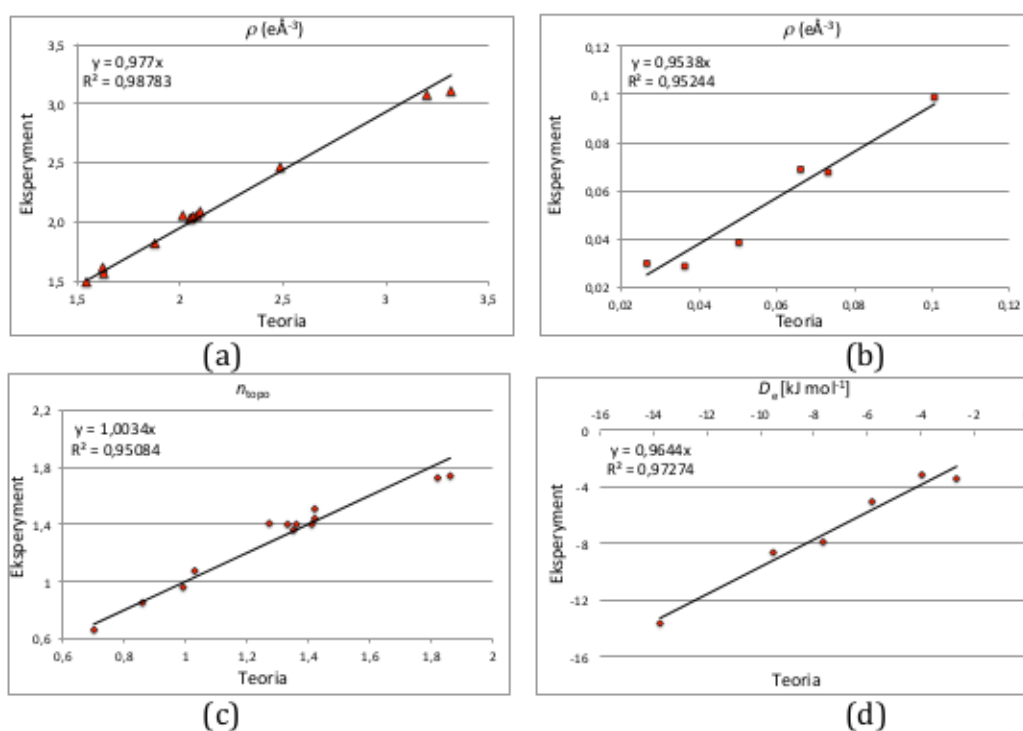 ρ (eÅ⁻³)
3,5
y = 0,977x
R² = 0,98783
3,0
Eksperyment
2,5
2,0
1,5
1,5 2 2,5 3 3,5
Teoria
(a)
ρ (eÅ⁻³)
0,12
y = 0,9538x
R² = 0,95244
0,1
0,08
Eksperyment
0,06
0,04
0,02
0,02 0,04 0,06 0,08 0,1 0,12
Teoria
(b)
n_topo
2,2
y = 1,0034x
R² = 0,95084
1,8
Eksperyment
1,4
1
0,6
0,6 0,8 1 1,2 1,4 1,6 1,8 2
Teoria
(c)
D_e [kJ mol⁻¹]
-16 -14 -12 -10 -8 -6 -4 -2
0
y = 0,9644x
R² = 0,97274
-4
Eksperyment
-8
-12
-16
Teoria
(d)